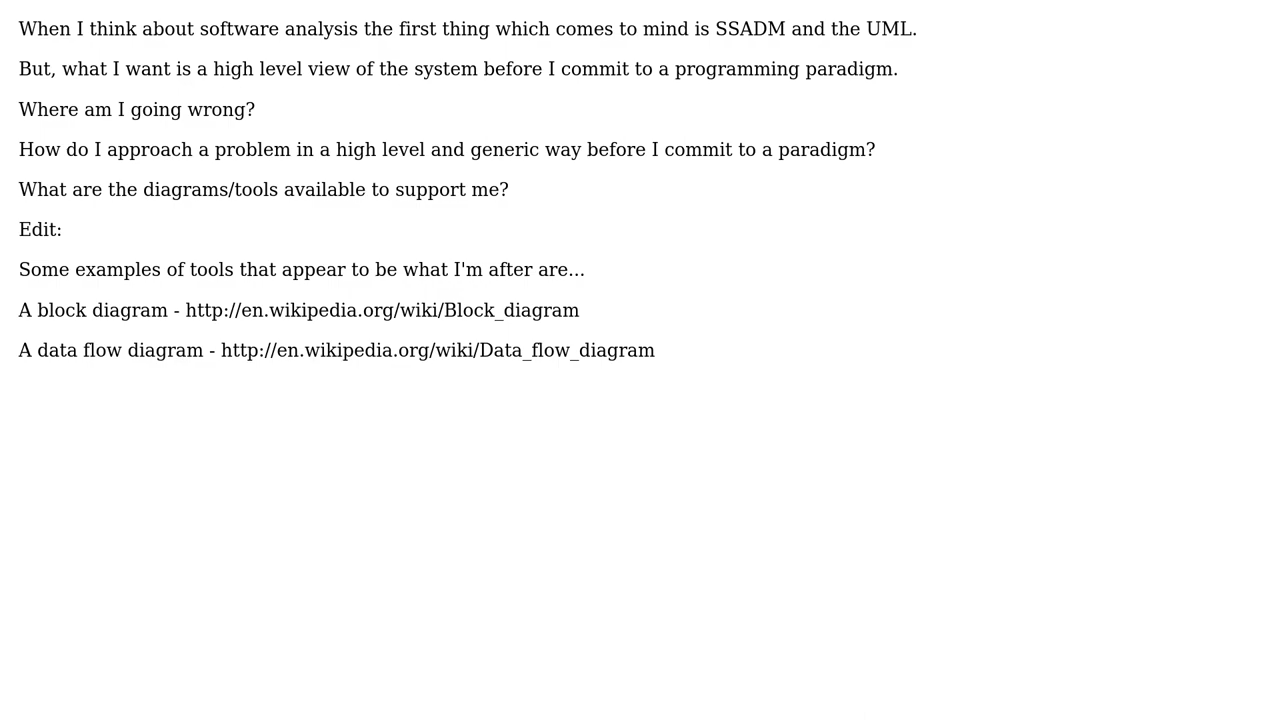 When I think about software analysis the first thing which comes to mind is SSADM and the UML.
But, what I want is a high level view of the system before I commit to a programming paradigm.
Where am I going wrong?
How do I approach a problem in a high level and generic way before I commit to a paradigm?
What are the diagrams/tools available to support me?
Edit:
Some examples of tools that appear to be what I'm after are...
A block diagram - http://en.wikipedia.org/wiki/Block_diagram
A data flow diagram - http://en.wikipedia.org/wiki/Data_flow_diagram